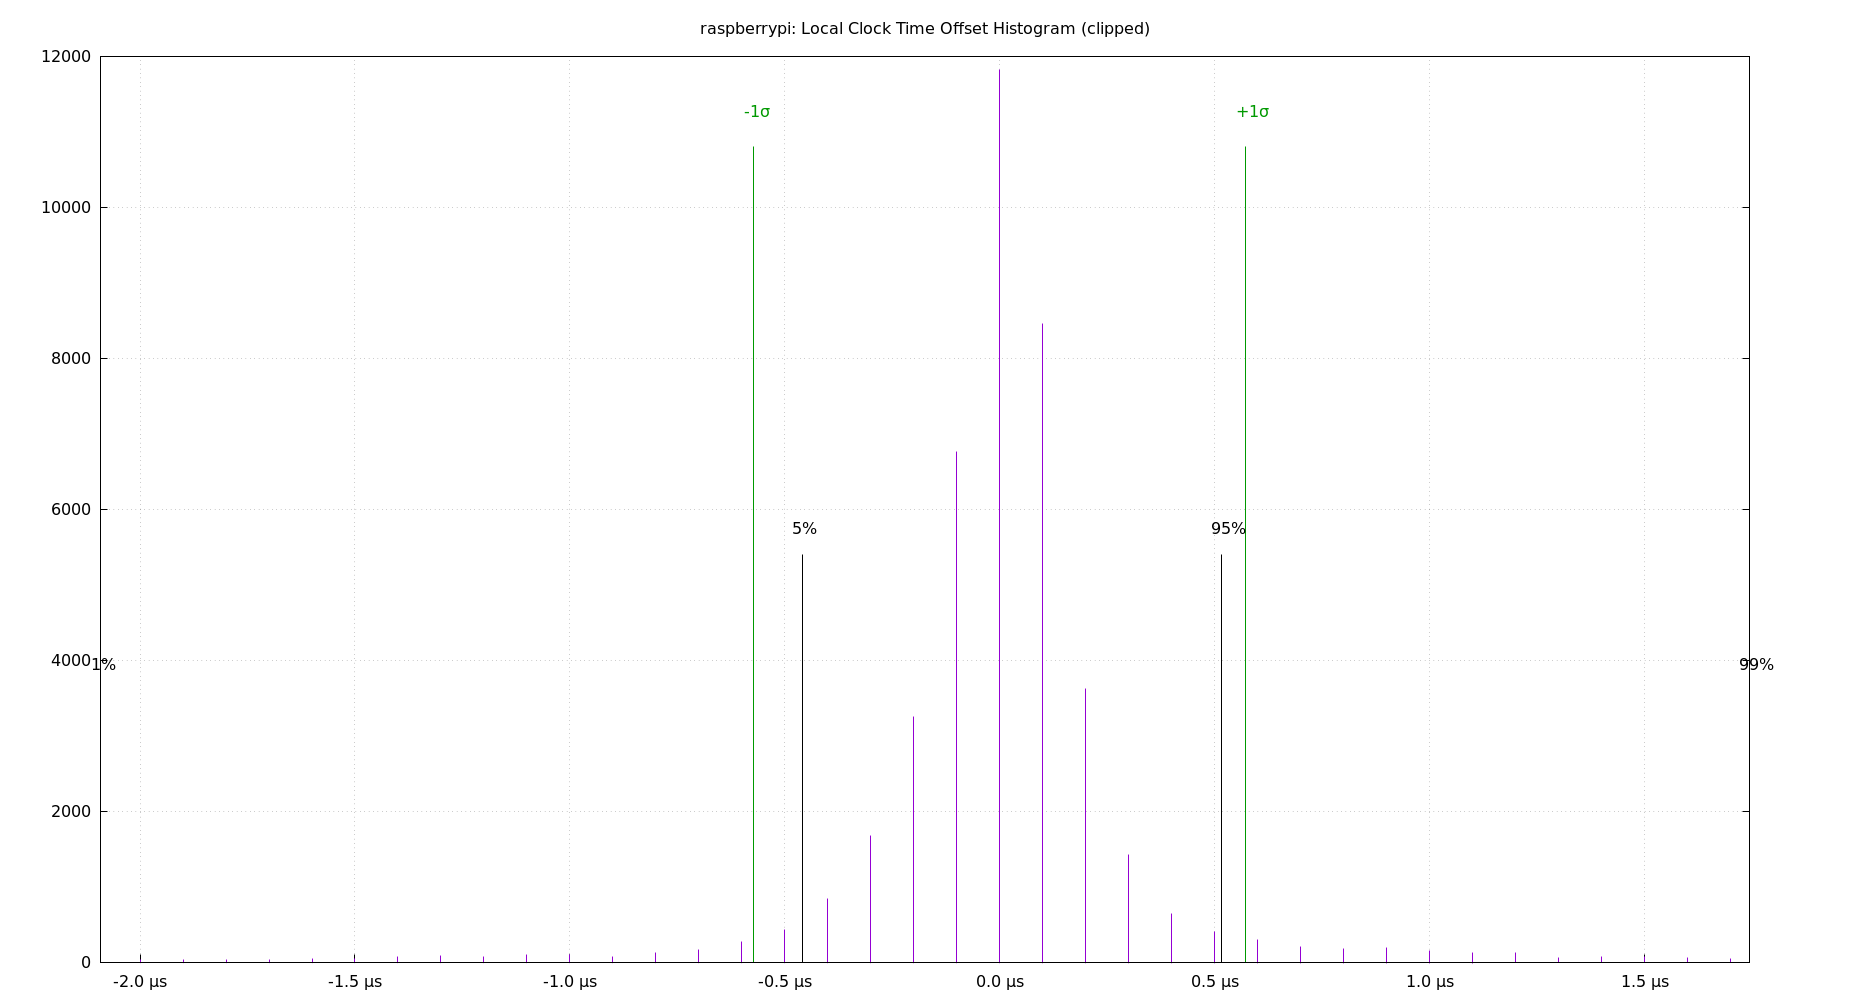 raspberrypi: Local Clock Time Offset Histogram (clipped)
12000
-1σ +1σ
10000
8000
6000
5% 95%
4000 1% 99%
2000
0
-2.0 μs -1.5 μs -1.0 μs -0.5 μs 0.0 μs 0.5 μs 1.0 μs 1.5 μs